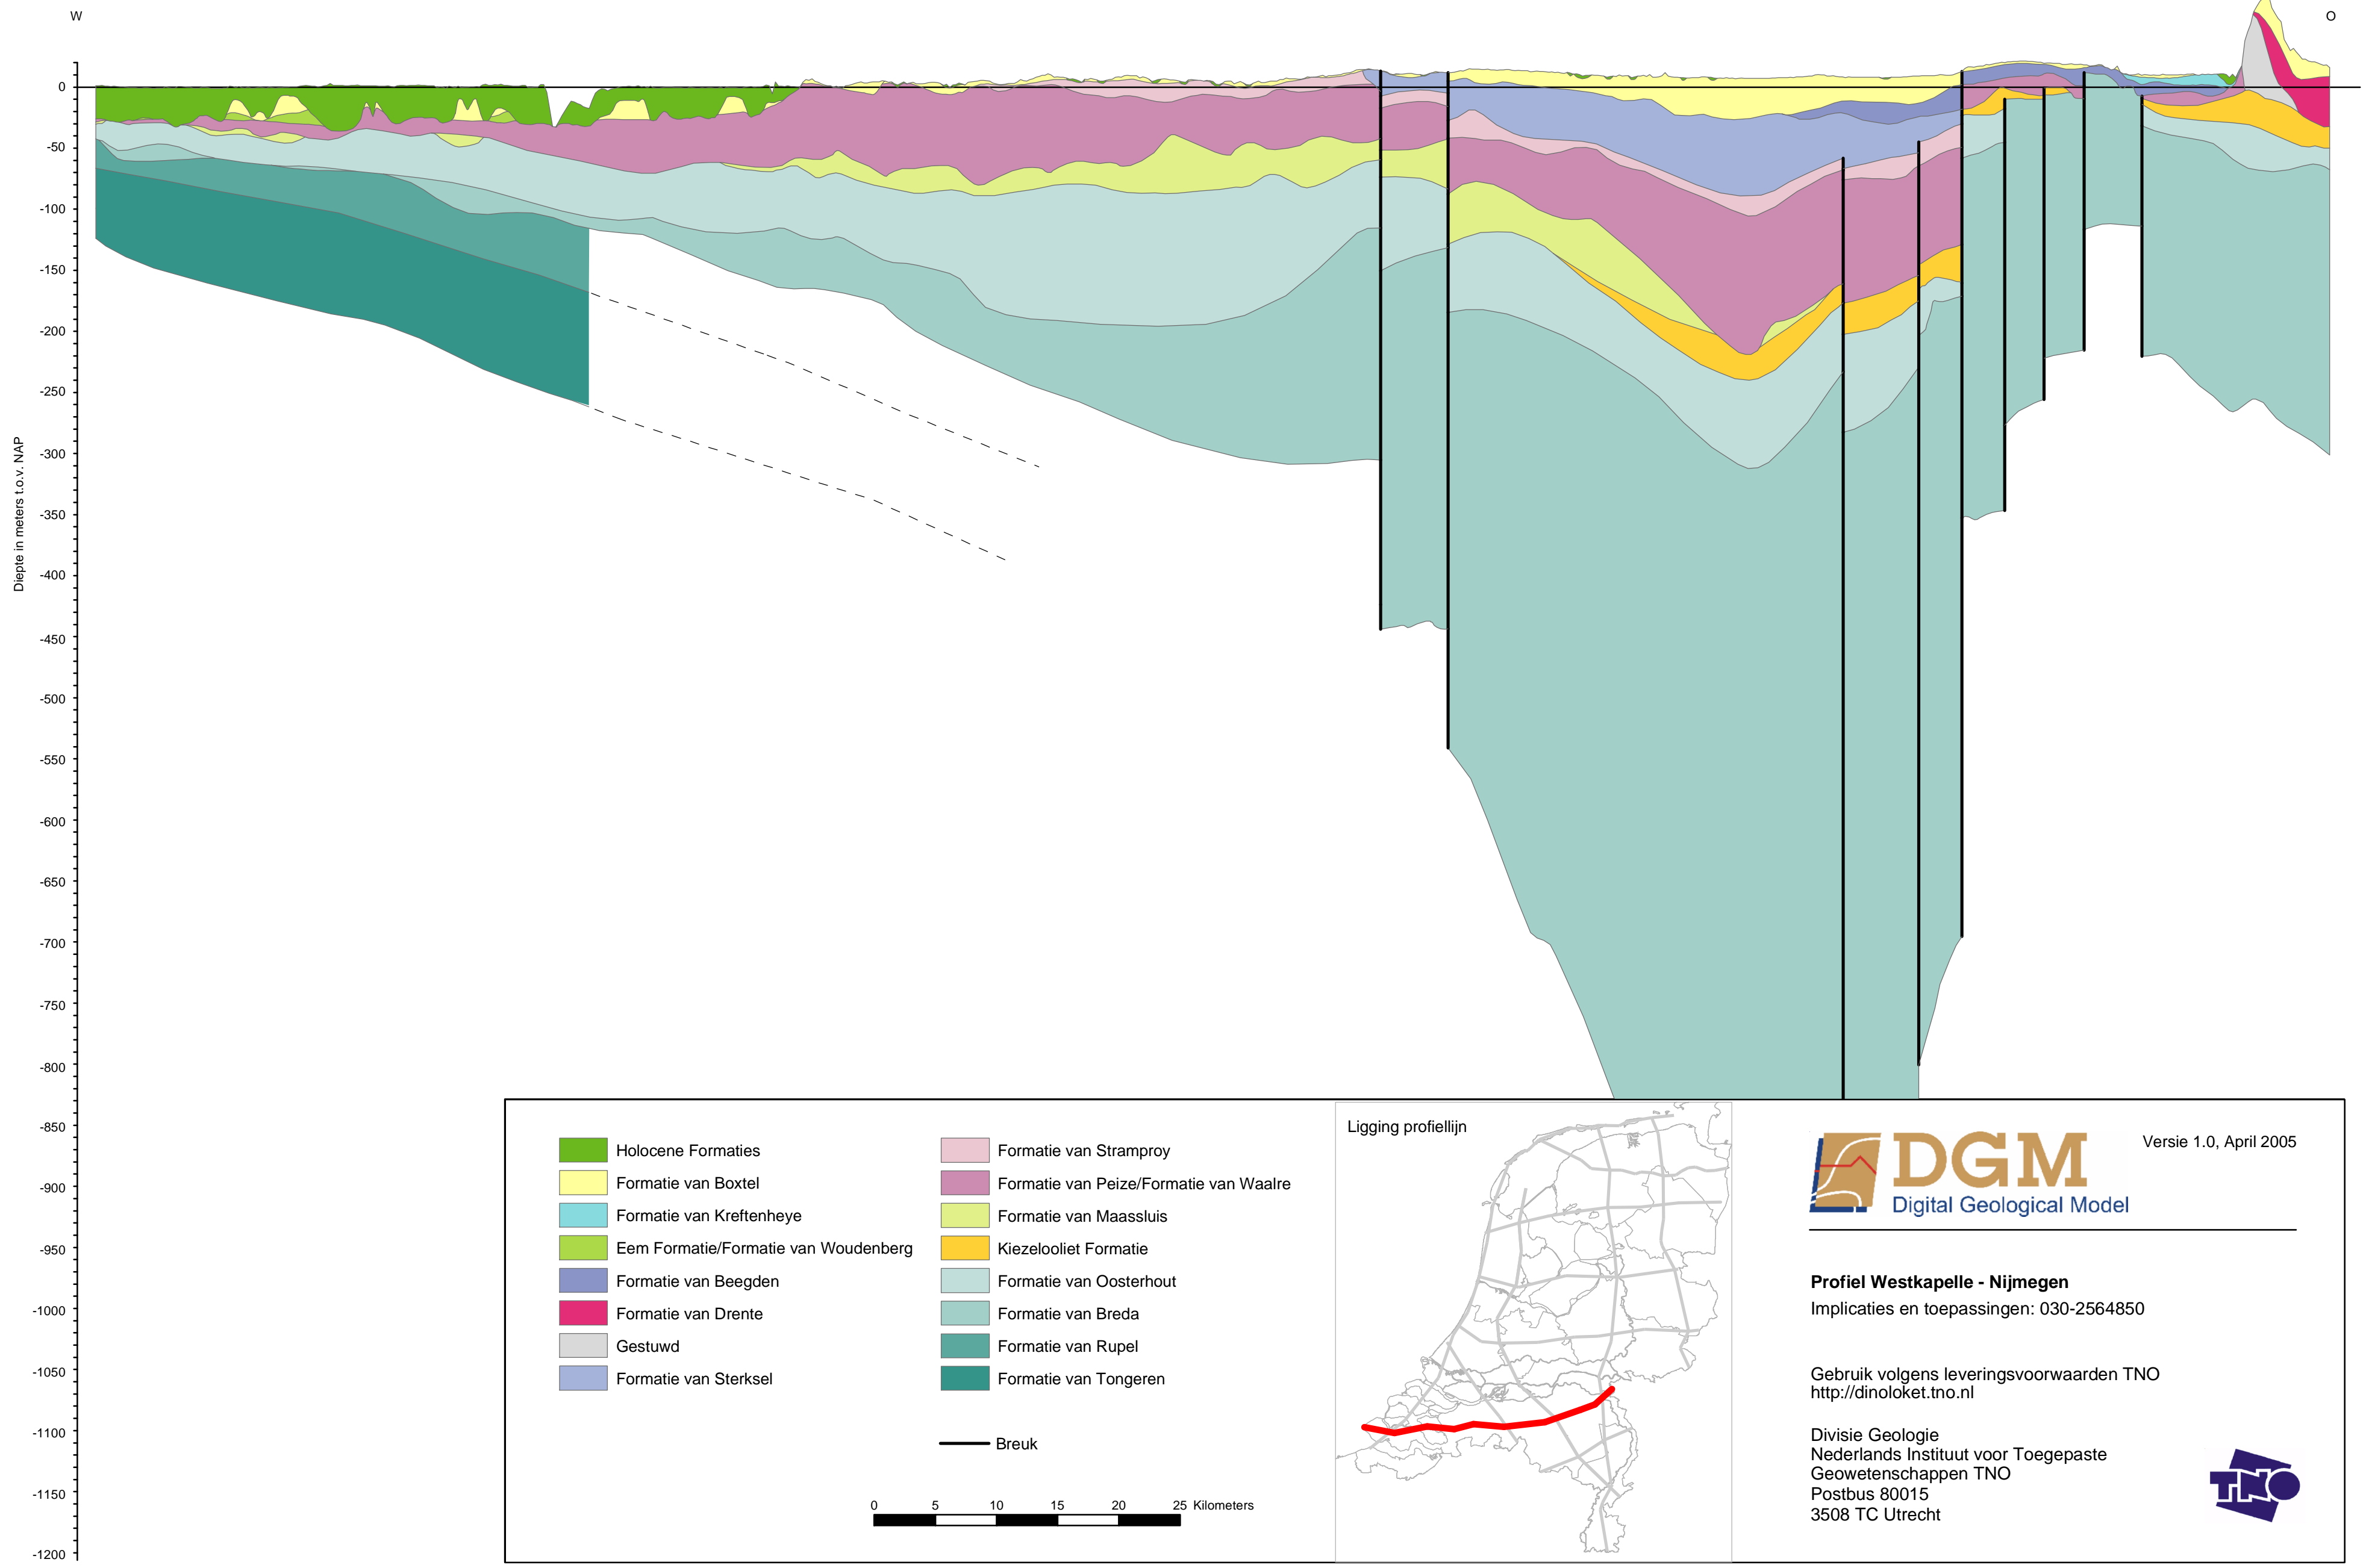 W
O
0
-50
-100
-150
-200
-250
-300
-350
-400
-450
-500
-550
-600
-650
-700
-750
-800
-850
-900
-950
-1000
-1050
-1100
-1150
-1200
Diepte in meters t.o.v. NAP
Holocene Formaties
Formatie van Boxtel
Formatie van Kreftenheye
Eem Formatie/Formatie van Woudenberg
Formatie van Beegden
Formatie van Drente
Gestuwd
Formatie van Sterksel
Formatie van Stramproy
Formatie van Peize/Formatie van Waalre
Formatie van Maassluis
Kiezelooliet Formatie
Formatie van Oosterhout
Formatie van Breda
Formatie van Rupel
Formatie van Tongeren
Breuk
0 5 10 15 20 25 Kilometers
Ligging profiellijn
DGM
Digital Geological Model
Versie 1.0, April 2005
Profiel Westkapelle - Nijmegen
Implicaties en toepassingen: 030-2564850
Gebruik volgens leveringsvoorwaarden TNO
http://dinoloket.tno.nl
Divisie Geologie
Nederlands Instituut voor Toegepaste
Geowetenschappen TNO
Postbus 80015
3508 TC Utrecht
TNO